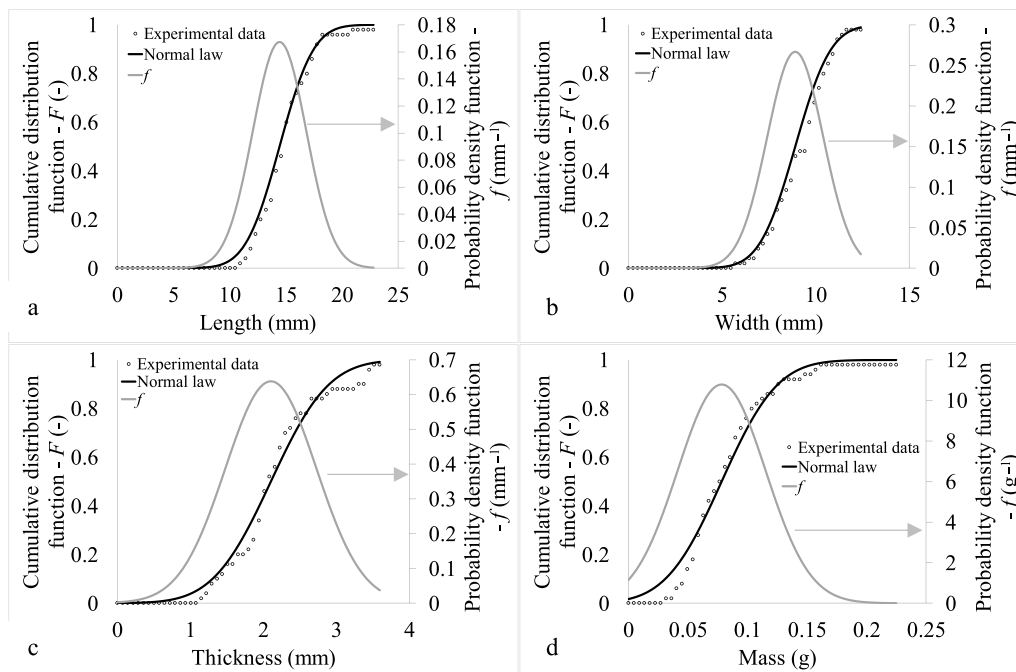 Cumulative distribution
function - F (-)
1
0.8
0.6
0.4
0.2
0
Experimental data
Normal law
f
0.18
0.16
0.14
0.12
0.1
0.08
0.06
0.04
0.02
0
Probability density function -
f (mm⁻¹)
0
5
10
15
20
25
Length (mm)
a
Cumulative distribution
function - F (-)
1
0.8
0.6
0.4
0.2
0
Experimental data
Normal law
f
0.3
0.25
0.2
0.15
0.1
0.05
0
Probability density function -
f (mm⁻¹)
0
5
10
15
Width (mm)
b
Cumulative distribution
function - F (-)
1
0.8
0.6
0.4
0.2
0
Experimental data
Normal law
f
0.7
0.6
0.5
0.4
0.3
0.2
0.1
0
Probability density function
- f (mm⁻¹)
0
1
2
3
4
Thickness (mm)
c
Cumulative distribution
function - F (-)
1
0.8
0.6
0.4
0.2
0
Experimental data
Normal law
f
12
10
8
6
4
2
0
Probability density function
- f (g⁻¹)
0
0.05
0.1
0.15
0.2
0.25
Mass (g)
d